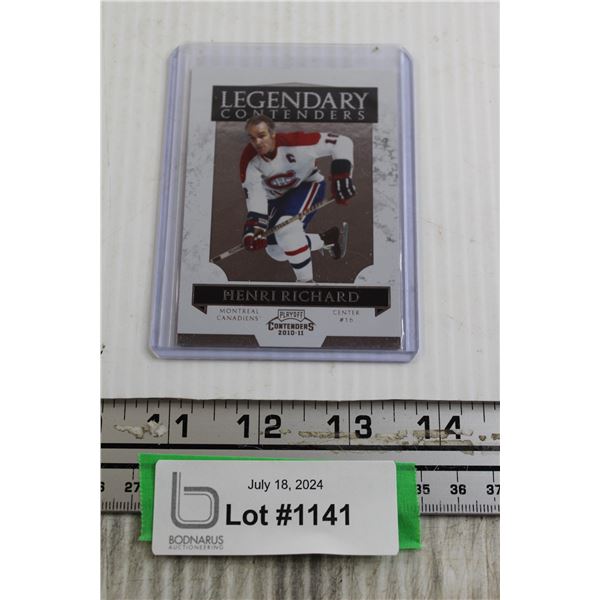 LEGENDARY
CONTENDERS
C 1
HENRI RICHARD
MONTREAL
CANADIENS
CENTER
#16
PLAYOFF
CONTENDERS
2010-11
11 12 13 14
27 35 36 37
July 18, 2024
Lot #1141
b
BODNARUS
AUCTIONEERING